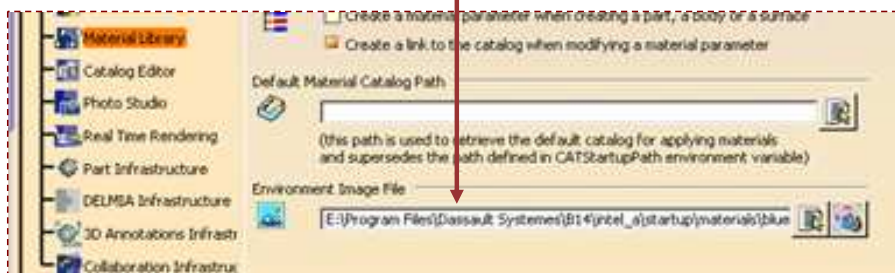 Create a material parameter when creating a part, a body or a surface
Material Library
Create a link to the catalog when modifying a material parameter
Catalog Editor
Default Material Catalog Path
Photo Studio
Real Time Rendering
(this path is used to retrieve the default catalog for applying materials
and supersedes the path defined in CATStartupPath environment variable)
Part Infrastructure
Environment Image File
DELMIA Infrastructure
E:\Program Files\Dassault Systemes\B14\intel_a\startup\materials\blue
3D Annotations Infrastr
Collaboration Infrastruc